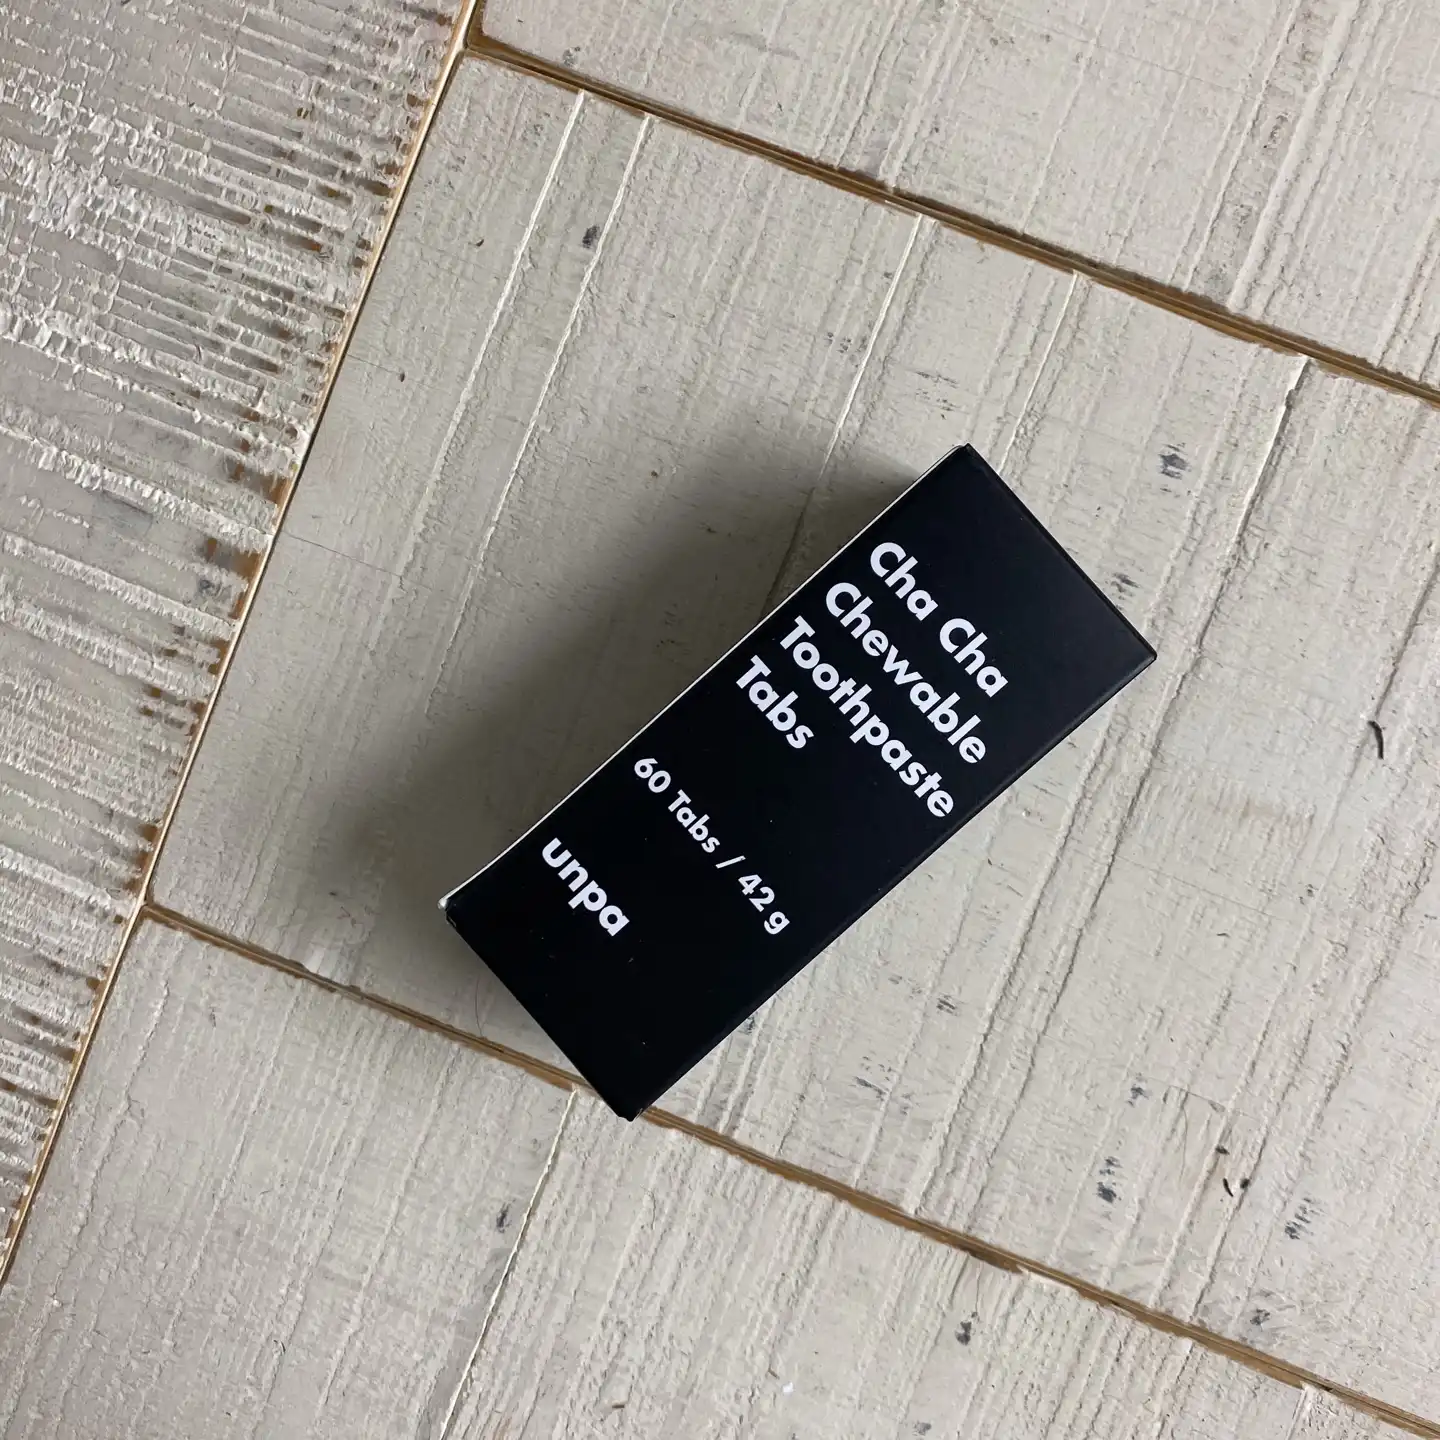 Cha Cha
Chewable
Toothpaste
Tabs
60 Tabs / 42 g
unpa